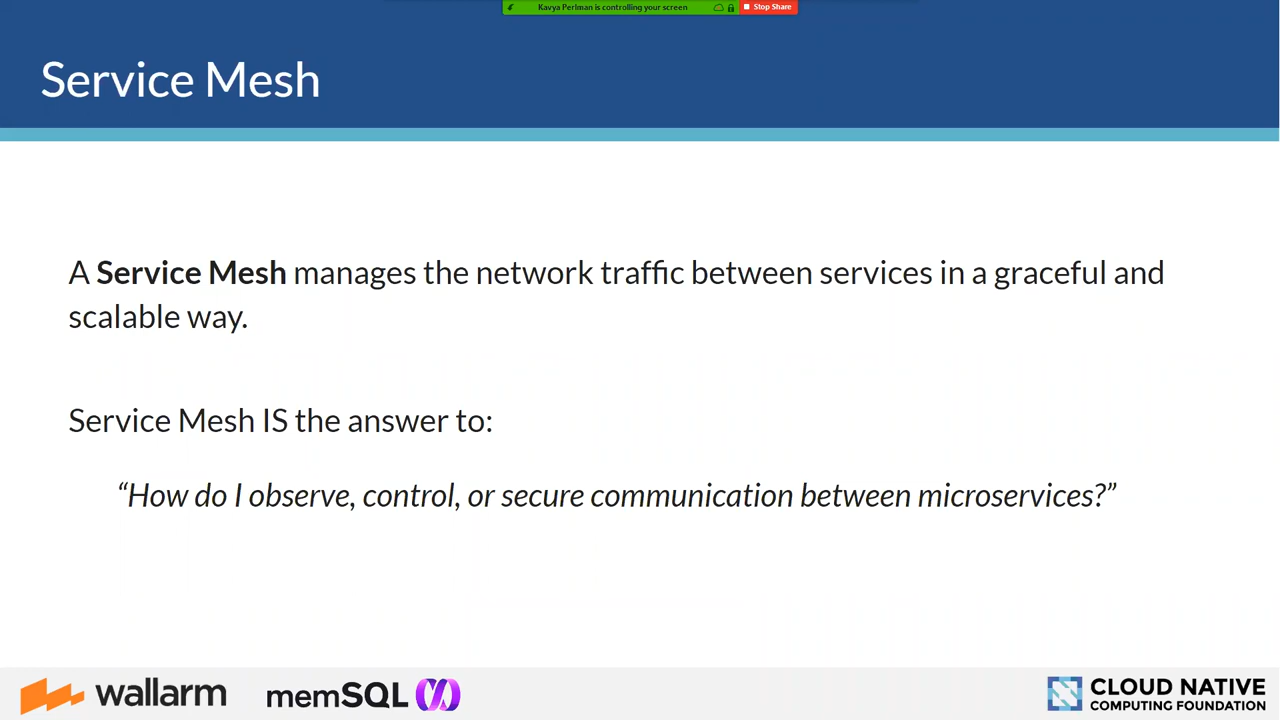 Kavya Perlman is controlling your screen
Stop Share
Service Mesh
A Service Mesh manages the network traffic between services in a graceful and
scalable way.
Service Mesh IS the answer to:
“How do I observe, control, or secure communication between microservices?”
wallarm
memSQL
CLOUD NATIVE
COMPUTING FOUNDATION